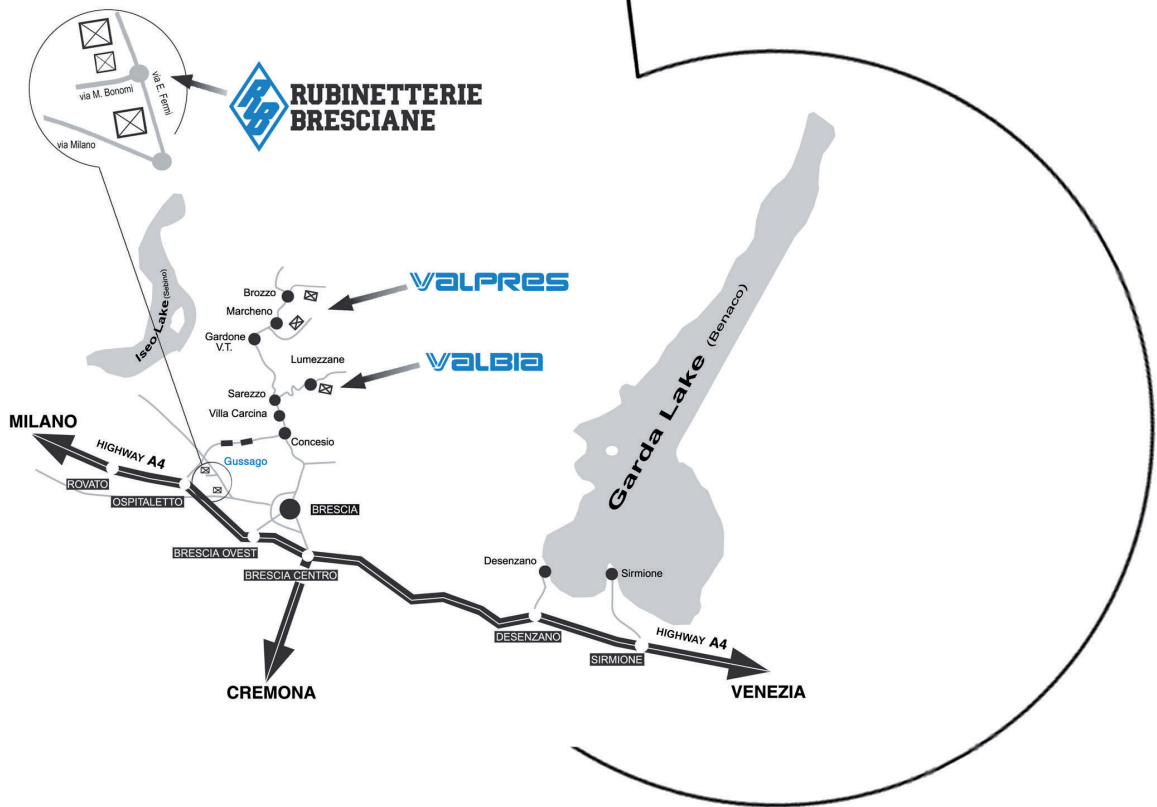 via M. Bonomi
via E. Fermi
via Milano
RB
RUBINETTERIE
BRESCIANE
Iseo Lake (Sebino)
VALPRES
Brozzo
Marcheno
Gardone
V.T.
VALBIA
Lumezzane
Sarezzo
Villa Carcina
Concesio
Garda Lake (Benaco)
MILANO
HIGHWAY A4
Gussago
ROVATO
OSPITALETTO
BRESCIA
BRESCIA OVEST
BRESCIA CENTRO
Desenzano
Sirmione
DESENZANO
SIRMIONE
HIGHWAY A4
CREMONA
VENEZIA